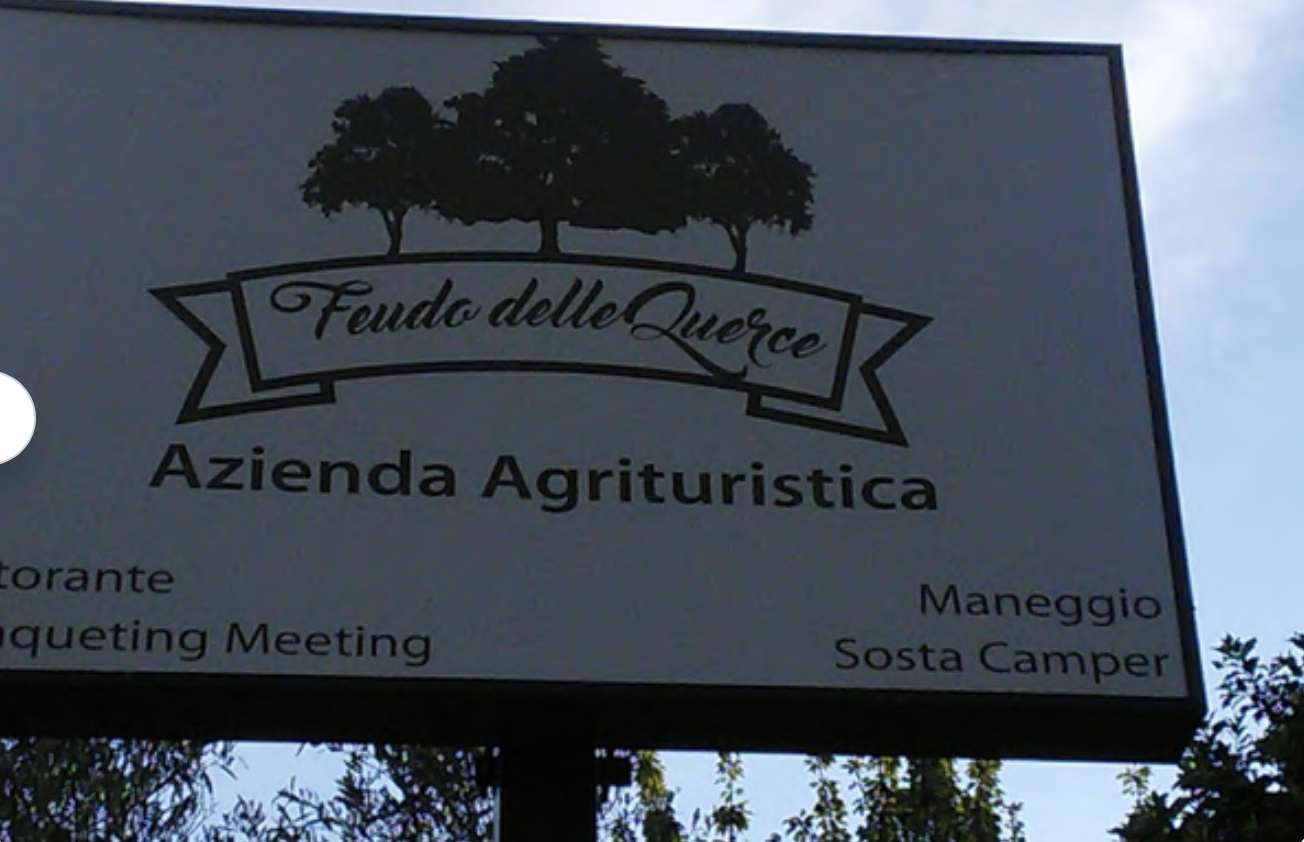 Feudo delle Querce
Azienda Agrituristica
torante
nqueting Meeting
Maneggio
Sosta Camper